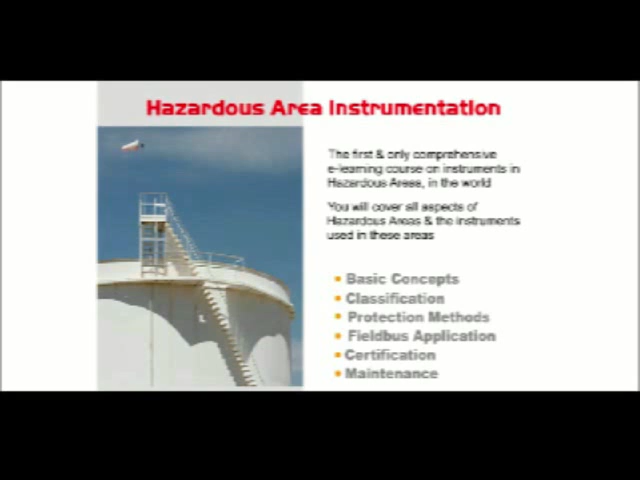 Hazardous Area Instrumentation
The first & only comprehensive
e-learning course on instruments in
Hazardous Areas, in the world
You will cover all aspects of
Hazardous Areas & the instruments
used in these areas
Basic Concepts
Classification
Protection Methods
Fieldbus Application
Certification
Maintenance